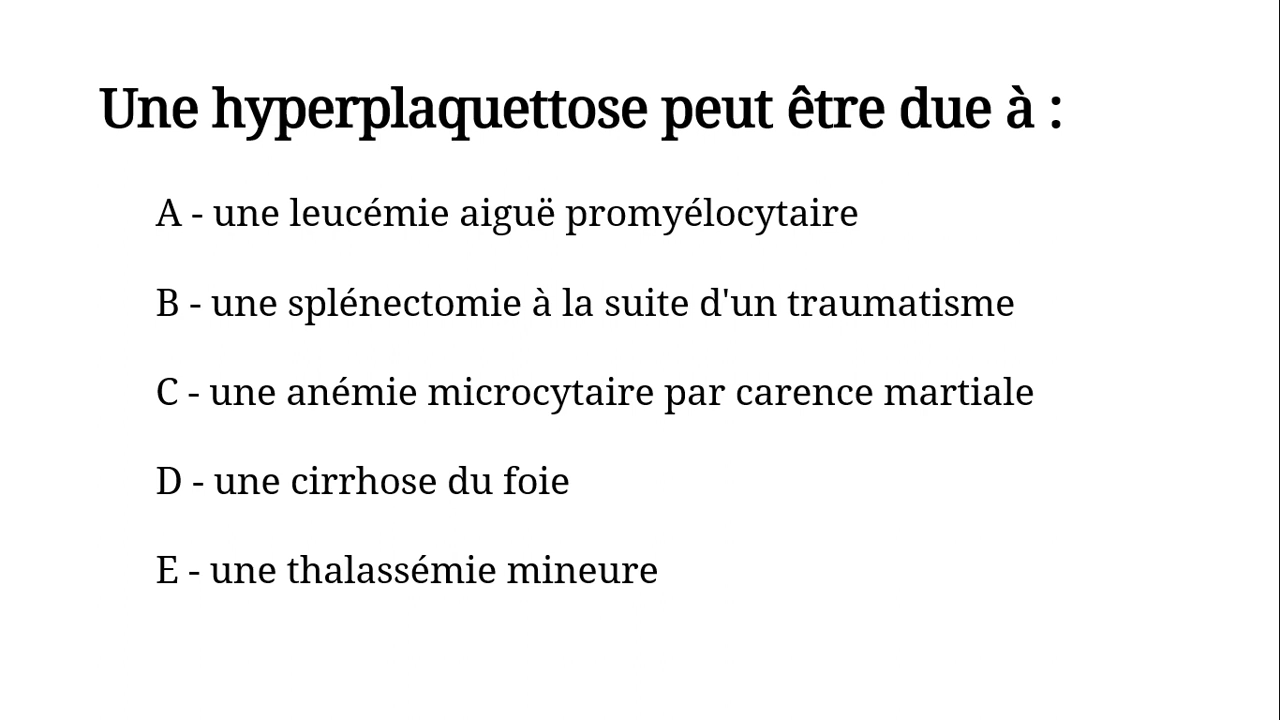 Une hyperplaquettose peut être due à :
A - une leucémie aiguë promyélocytaire
B - une splénectomie à la suite d'un traumatisme
C - une anémie microcytaire par carence martiale
D - une cirrhose du foie
E - une thalassémie mineure